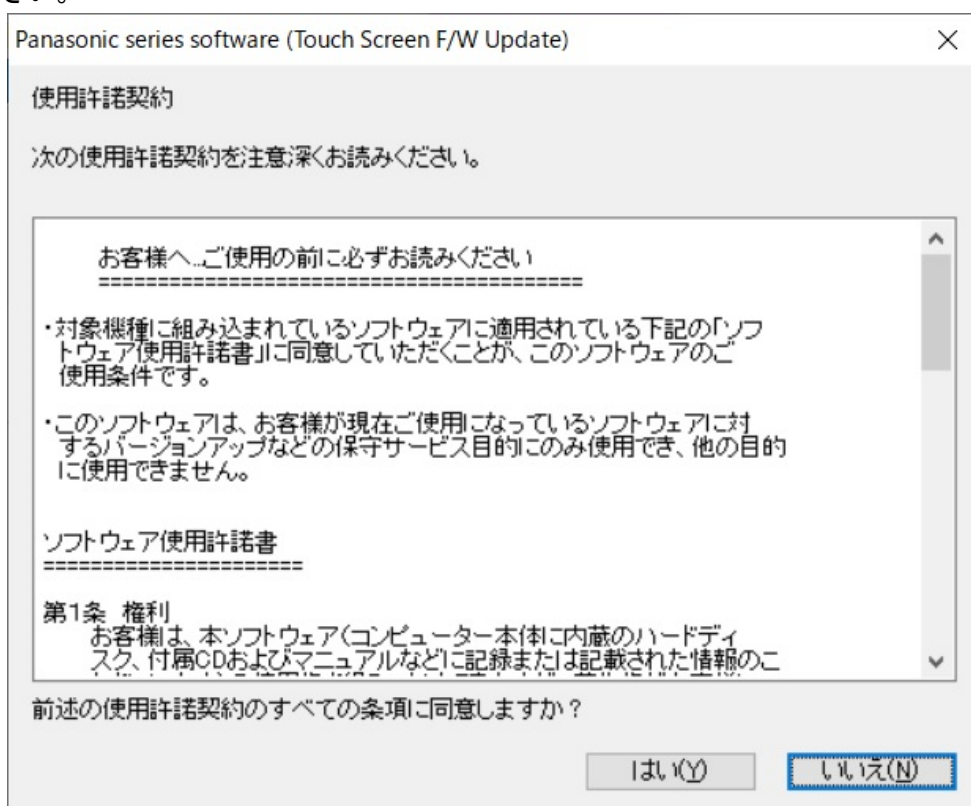 さい。
Panasonic series software (Touch Screen F/W Update)
使用許諾契約
次の使用許諾契約を注意深くお読みください。
お客様へ…ご使用の前に必ずお読みください
=========================================
・対象機種に組み込まれているソフトウェアに適用されている下記の「ソフ
トウェア使用許諾書」に同意していただくことが、このソフトウェアのご
使用条件です。
・このソフトウェアは、お客様が現在ご使用になっているソフトウェアに対
するバージョンアップなどの保守サービス目的にのみ使用でき、他の目的
に使用できません。
ソフトウェア使用許諾書
======================
第1条 権利
お客様は、本ソフトウェア(コンピューター本体に内蔵のハードディ
スク、付属CDおよびマニュアルなどに記録または記載された情報のこ
前述の使用許諾契約のすべての条項に同意しますか?
はい(Y)
いいえ(N)